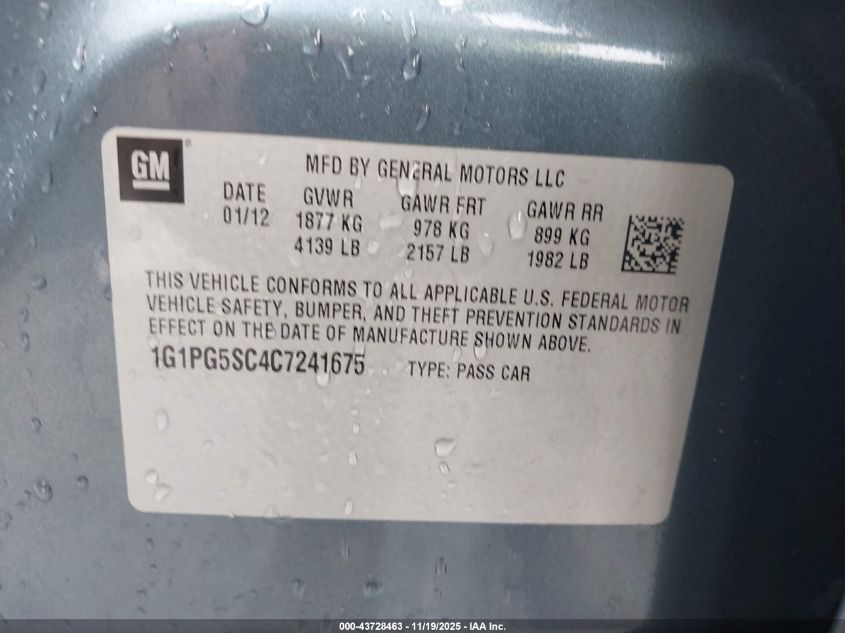 GM
MFD BY GENERAL MOTORS LLC
DATE GVWR GAWR FRT GAWR RR
01/12 1877 KG 978 KG 899 KG
4139 LB 2157 LB 1982 LB
THIS VEHICLE CONFORMS TO ALL APPLICABLE U.S. FEDERAL MOTOR
VEHICLE SAFETY, BUMPER, AND THEFT PREVENTION STANDARDS IN
EFFECT ON THE DATE OF MANUFACTURE SHOWN ABOVE.
1G1PG5SC4C7241675 TYPE: PASS CAR
000-43728463 - 11/19/2025 - IAA Inc.